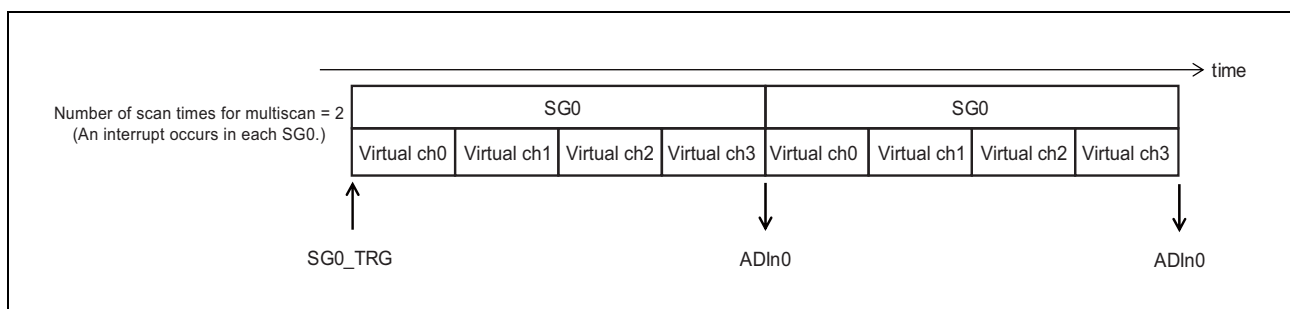 time
Number of scan times for multiscan = 2
(An interrupt occurs in each SG0.)
SG0 SG0
Virtual ch0 Virtual ch1 Virtual ch2 Virtual ch3 Virtual ch0 Virtual ch1 Virtual ch2 Virtual ch3
SG0_TRG ADIn0 ADIn0